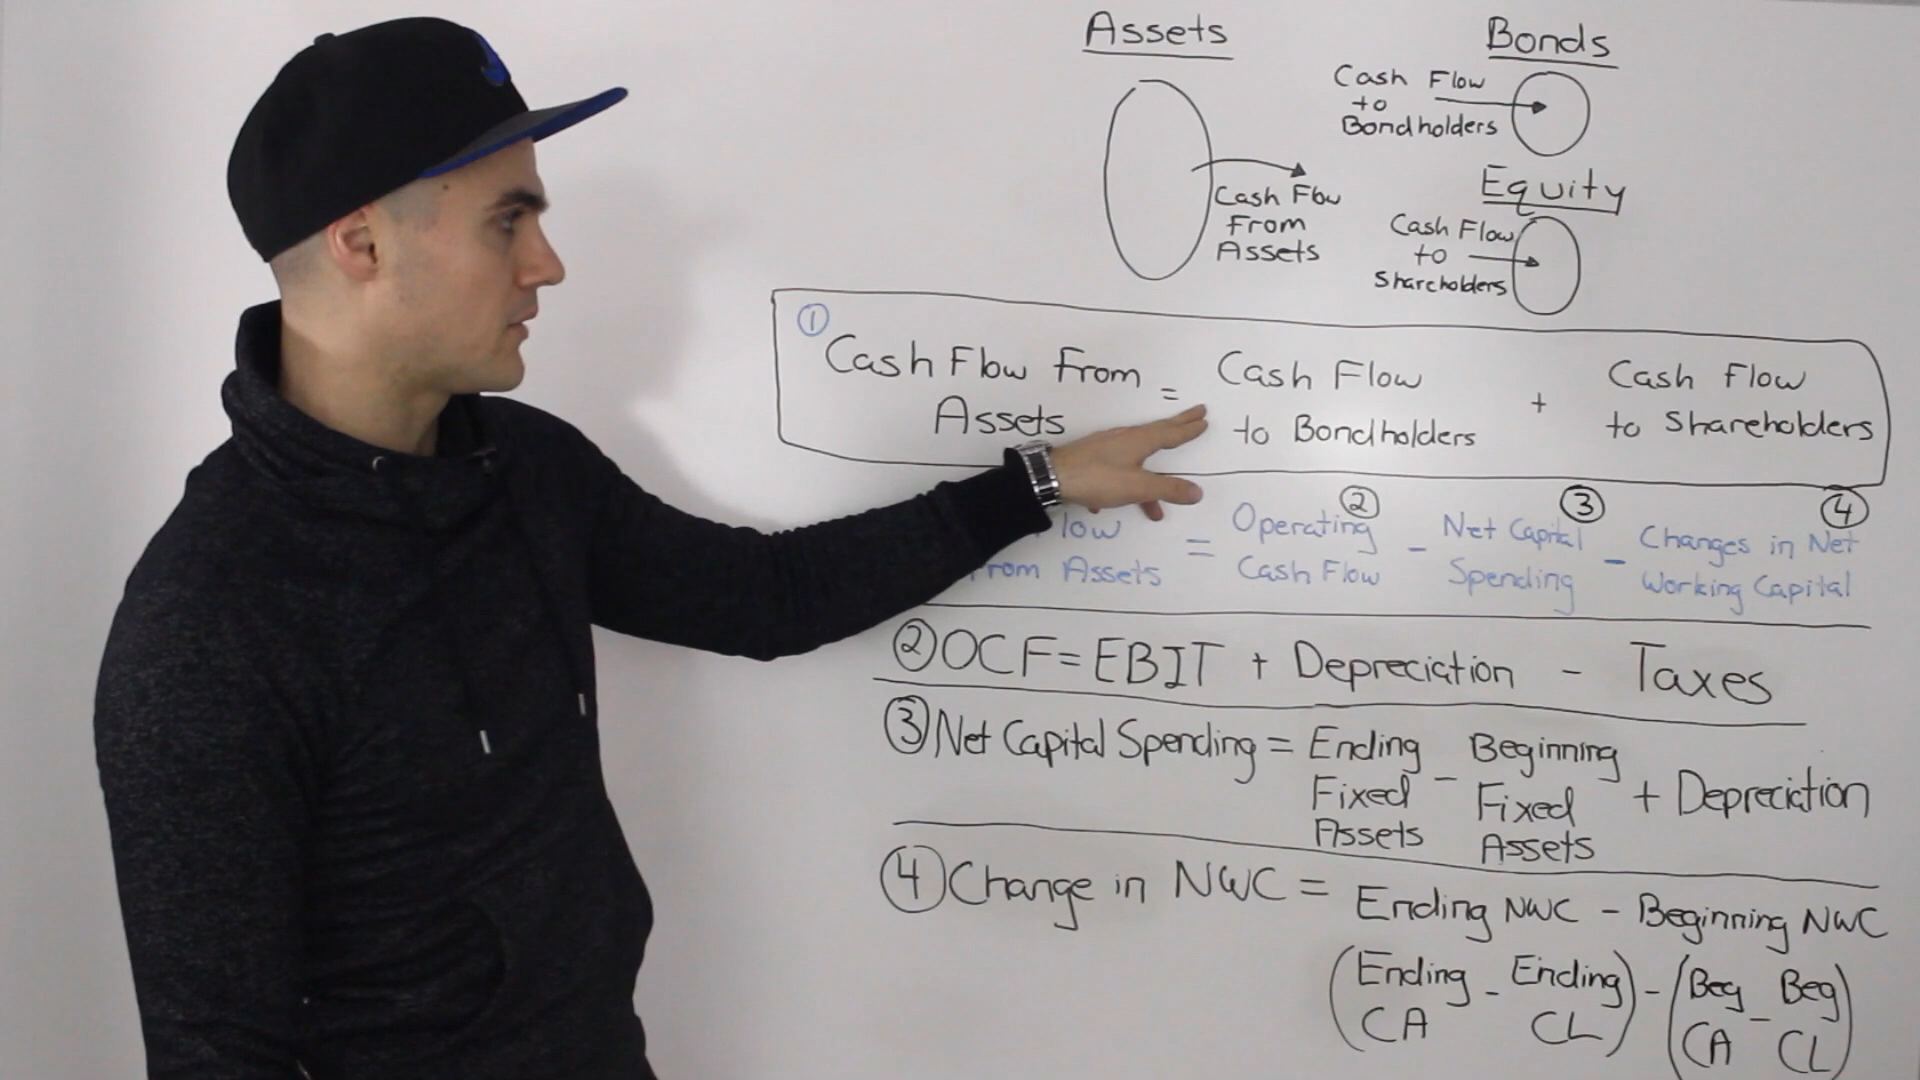 Assets
Cash Flow
From
Assets
Bonds
Cash Flow
to
Bondholders
Equity
Cash Flow
to
Shareholders
① Cash Flow From Assets = Cash Flow to Bondholders + Cash Flow to Shareholders
low From Assets = Operating Cash Flow - Net Capital Spending - Changes in Net Working Capital
② ③ ④
② OCF = EBIT + Depreciation - Taxes
③ Net Capital Spending = Ending Fixed Assets - Beginning Fixed Assets + Depreciation
④ Change in NWC = Ending NWC - Beginning NWC
(Ending CA - Ending CL) - (Beg CA - Beg CL)